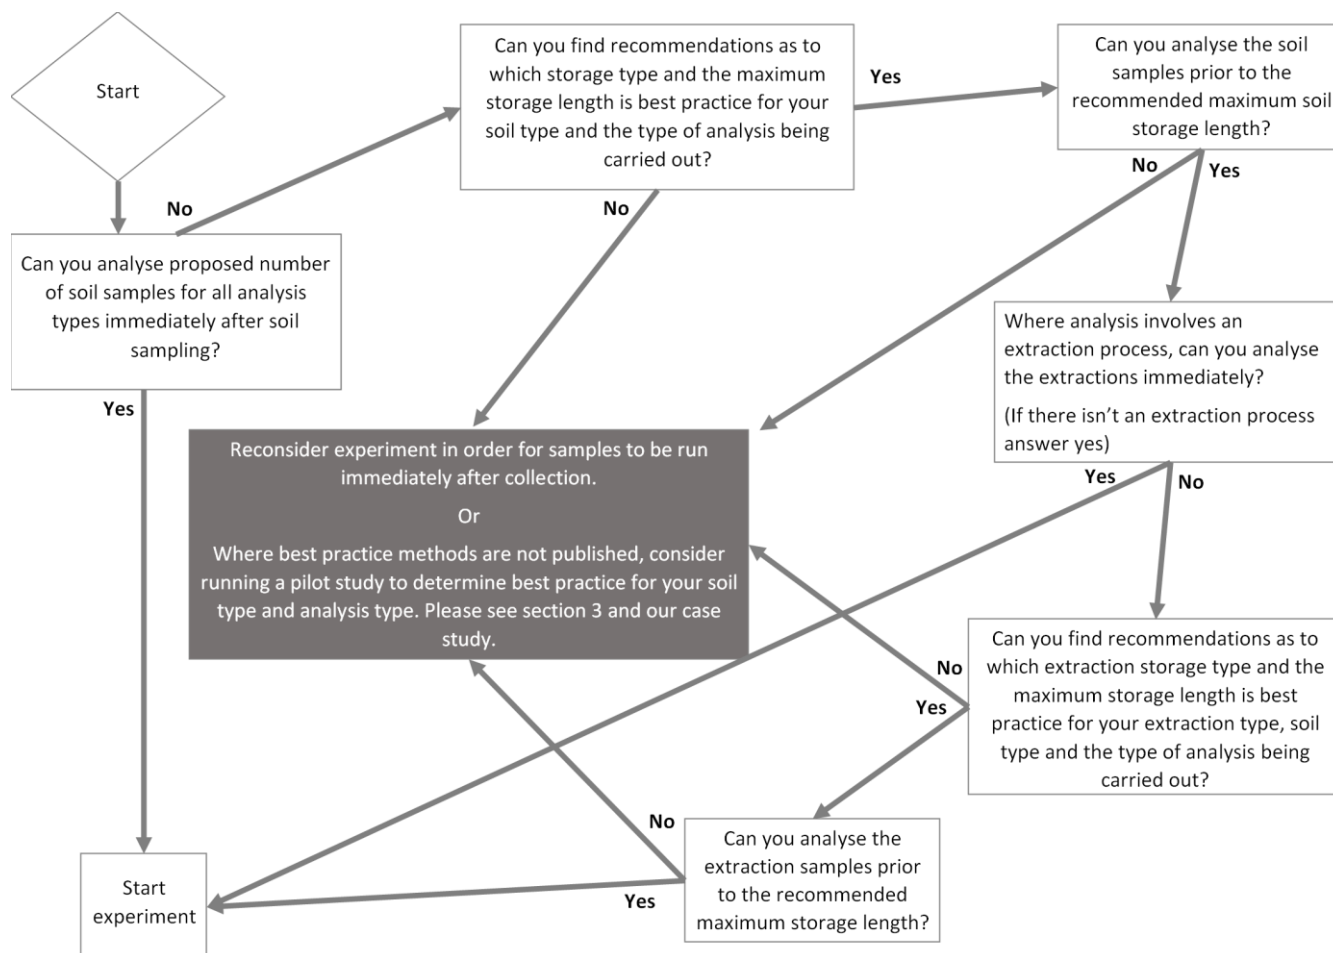 Start
No
Can you analyse proposed number
of soil samples for all analysis
types immediately after soil
sampling?
Yes
Can you find recommendations as to
which storage type and the maximum
storage length is best practice for your
soil type and the type of analysis being
carried out?
Yes
No
Can you analyse the soil
samples prior to the
recommended maximum soil
storage length?
No
Yes
Where analysis involves an
extraction process, can you analyse
the extractions immediately?
(If there isn’t an extraction process
answer yes)
Yes
No
Reconsider experiment in order for samples to be run
immediately after collection.
Or
Where best practice methods are not published, consider
running a pilot study to determine best practice for your soil
type and analysis type. Please see section 3 and our case
study.
Can you find recommendations as to
which extraction storage type and the
maximum storage length is best
practice for your extraction type, soil
type and the type of analysis being
carried out?
No
Yes
Can you analyse the
extraction samples prior
to the recommended
maximum storage length?
No
Yes
Start
experiment